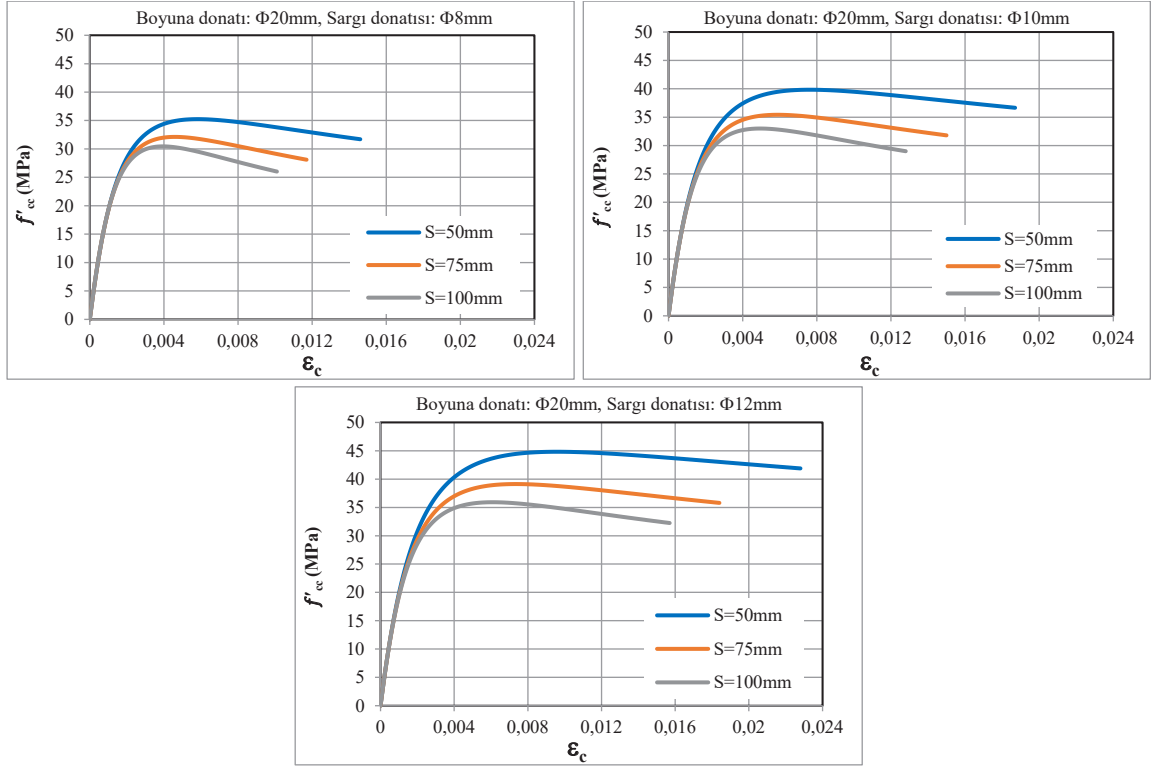 Boyuna donatı: Φ20mm, Sargı donatısı: Φ8mm
50
45
40
35
30
25
20
15
10
5
0
f'cc (MPa)
S=50mm
S=75mm
S=100mm
0 0,004 0,008 0,012 0,016 0,02 0,024
εc
Boyuna donatı: Φ20mm, Sargı donatısı: Φ10mm
50
45
40
35
30
25
20
15
10
5
0
f'cc (MPa)
S=50mm
S=75mm
S=100mm
0 0,004 0,008 0,012 0,016 0,02 0,024
εc
Boyuna donatı: Φ20mm, Sargı donatısı: Φ12mm
50
45
40
35
30
25
20
15
10
5
0
f'cc (MPa)
S=50mm
S=75mm
S=100mm
0 0,004 0,008 0,012 0,016 0,02 0,024
εc